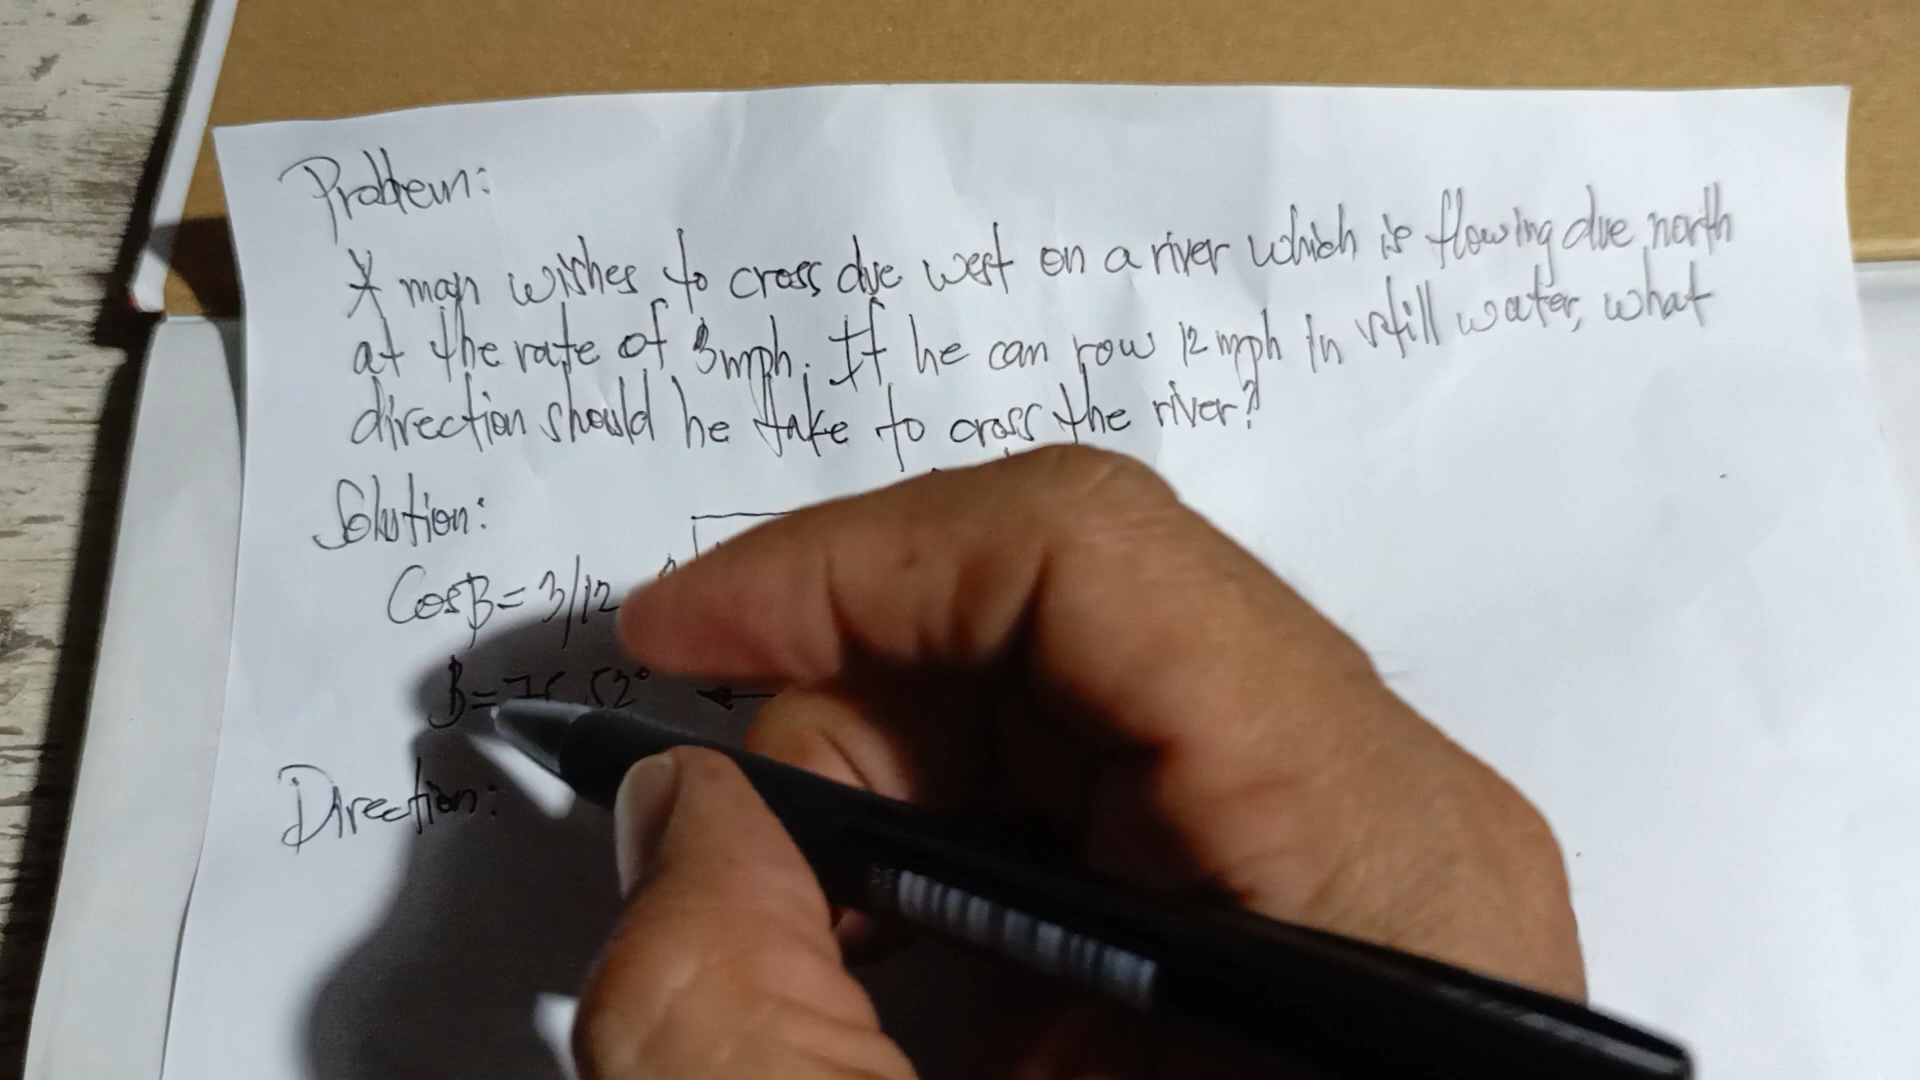 Problem:
A man wishes to cross due west on a river which is flowing due north
at the rate of 3mph. If he can row 12 mph in still water, what
direction should he take to cross the river?
Solution:
Cosβ = 3/12
β = 52°
Direction: